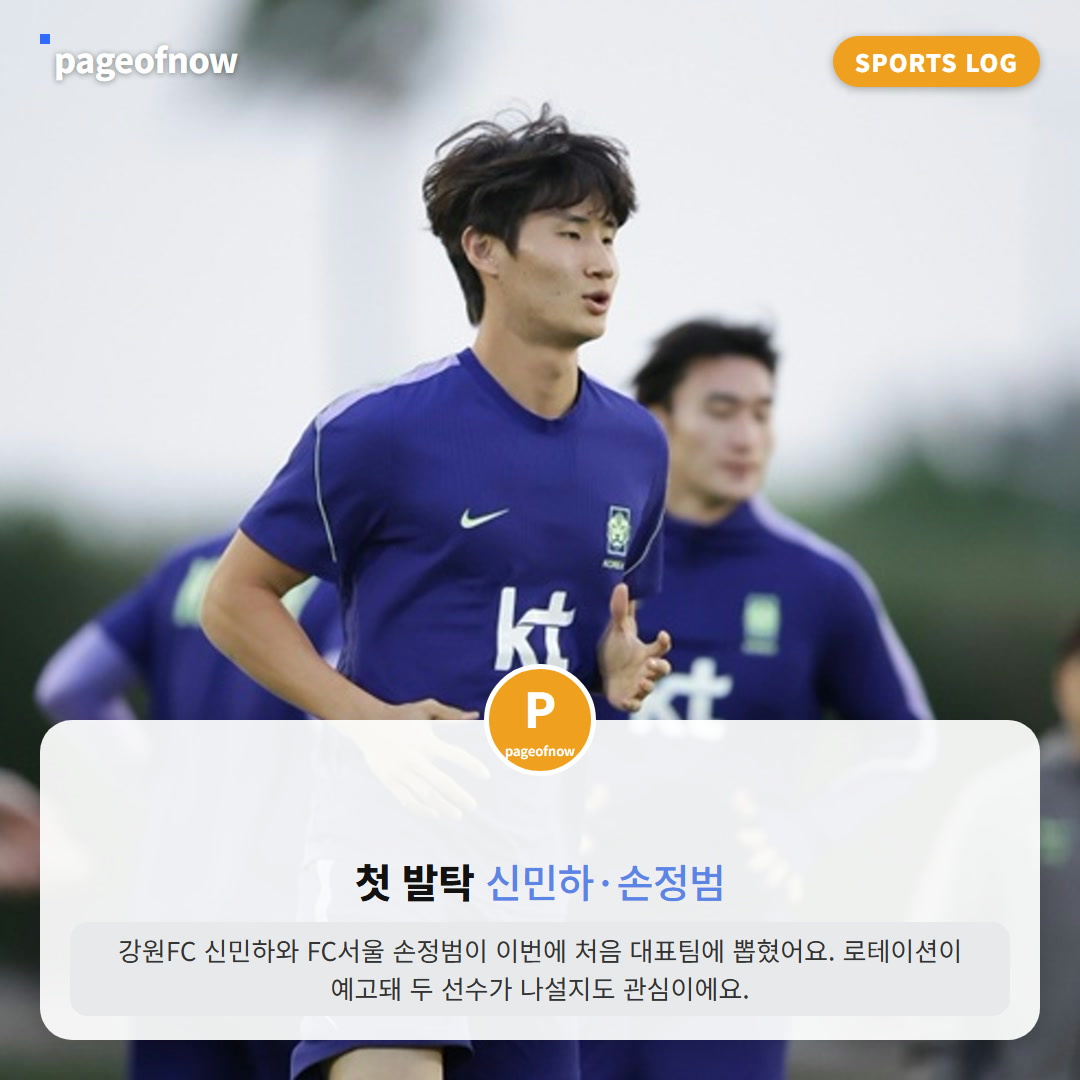 pageofnow
SPORTS LOG
KOREA
kt
kt
P
pageofnow
첫 발탁 신민하·손정범
강원FC 신민하와 FC서울 손정범이 이번에 처음 대표팀에 뽑혔어요. 로테이션이
예고돼 두 선수가 나설지도 관심이에요.